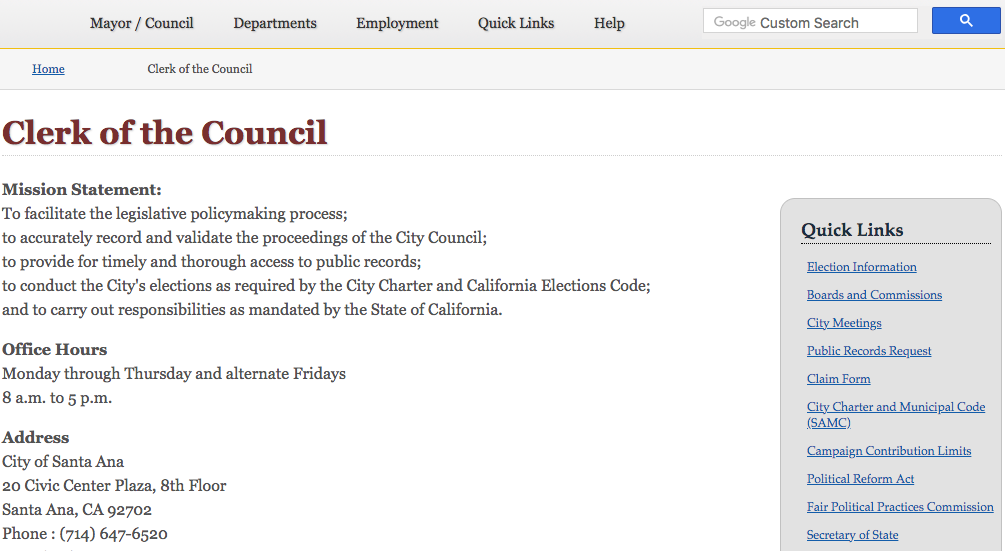 Mayor / Council Departments Employment Quick Links Help Google Custom Search
Home Clerk of the Council
Clerk of the Council
Mission Statement:
To facilitate the legislative policymaking process;
to accurately record and validate the proceedings of the City Council;
to provide for timely and thorough access to public records;
to conduct the City's elections as required by the City Charter and California Elections Code;
and to carry out responsibilities as mandated by the State of California.
Office Hours
Monday through Thursday and alternate Fridays
8 a.m. to 5 p.m.
Address
City of Santa Ana
20 Civic Center Plaza, 8th Floor
Santa Ana, CA 92702
Phone : (714) 647-6520
Quick Links
Election Information
Boards and Commissions
City Meetings
Public Records Request
Claim Form
City Charter and Municipal Code
(SAMC)
Campaign Contribution Limits
Political Reform Act
Fair Political Practices Commission
Secretary of State